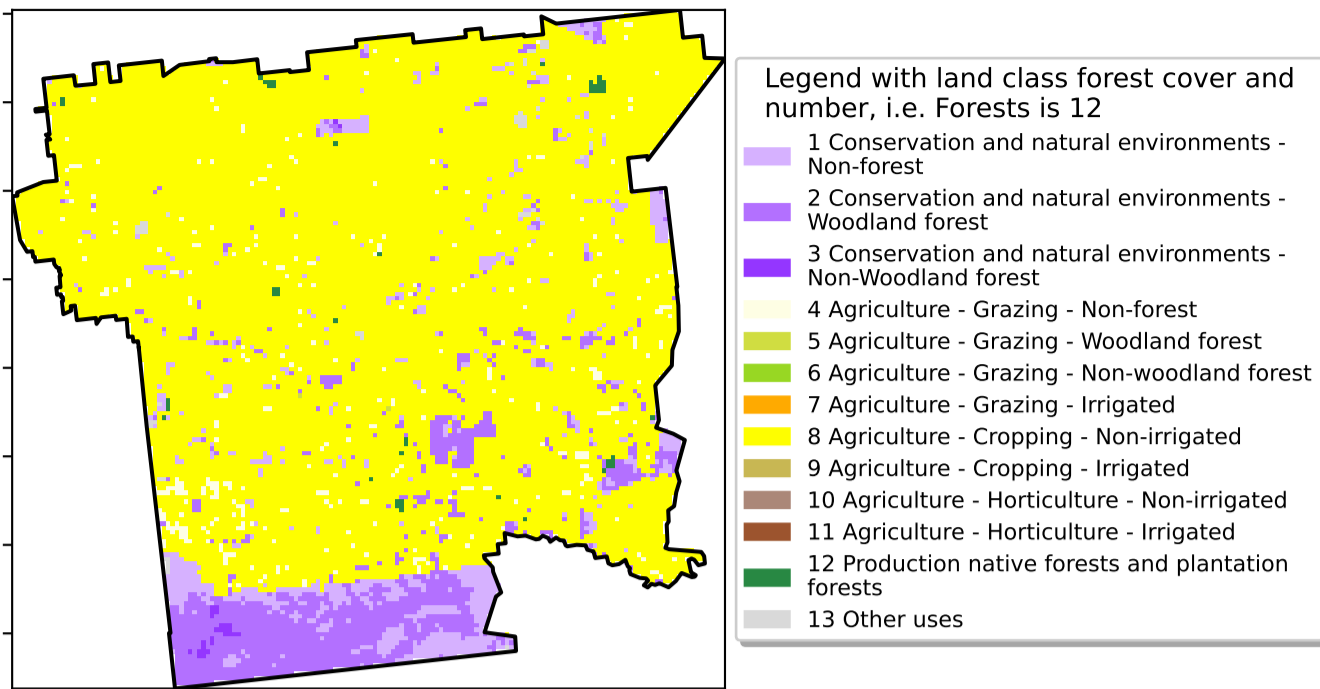 Legend with land class forest cover and
number, i.e. Forests is 12
1 Conservation and natural environments -
Non-forest
2 Conservation and natural environments -
Woodland forest
3 Conservation and natural environments -
Non-Woodland forest
4 Agriculture - Grazing - Non-forest
5 Agriculture - Grazing - Woodland forest
6 Agriculture - Grazing - Non-woodland forest
7 Agriculture - Grazing - Irrigated
8 Agriculture - Cropping - Non-irrigated
9 Agriculture - Cropping - Irrigated
10 Agriculture - Horticulture - Non-irrigated
11 Agriculture - Horticulture - Irrigated
12 Production native forests and plantation
forests
13 Other uses